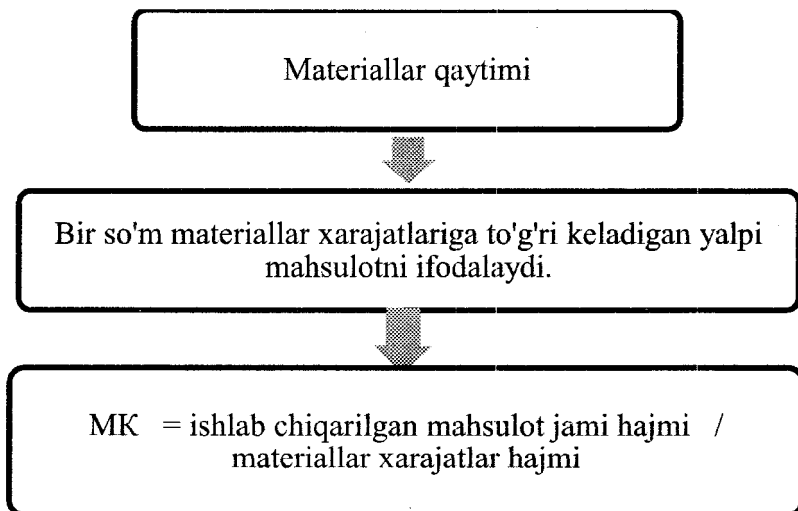 Materiallar qaytimi
Bir so'm materiallar xarajatlariga to'g'ri keladigan yalpi
mahsulotni ifodalaydi.
МК = ishlab chiqarilgan mahsulot jami hajmi /
materiallar xarajatlar hajmi